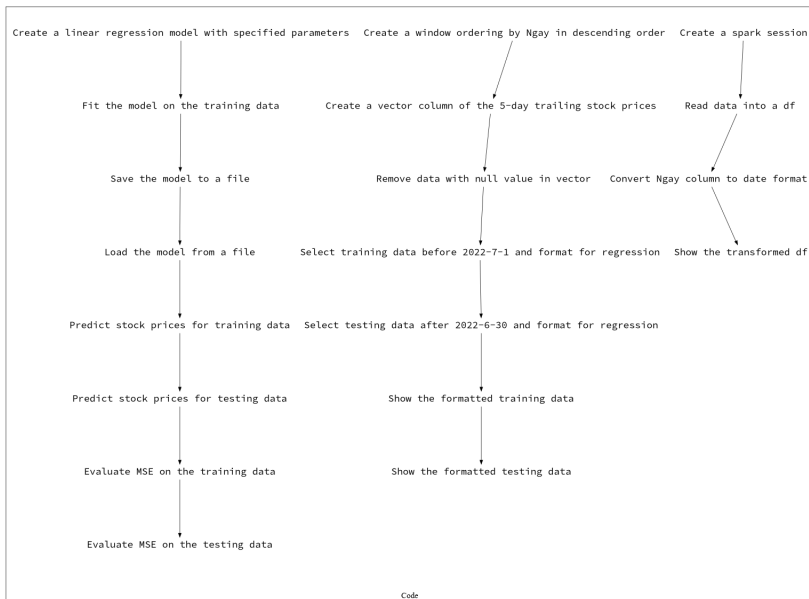 Create a linear regression model with specified parameters
Fit the model on the training data
Save the model to a file
Load the model from a file
Predict stock prices for training data
Predict stock prices for testing data
Evaluate MSE on the training data
Evaluate MSE on the testing data
Create a window ordering by Ngay in descending order
Create a vector column of the 5-day trailing stock prices
Remove data with null value in vector
Select training data before 2022-7-1 and format for regression
Select testing data after 2022-6-30 and format for regression
Show the formatted training data
Show the formatted testing data
Create a spark session
Read data into a df
Convert Ngay column to date format
Show the transformed df
Code